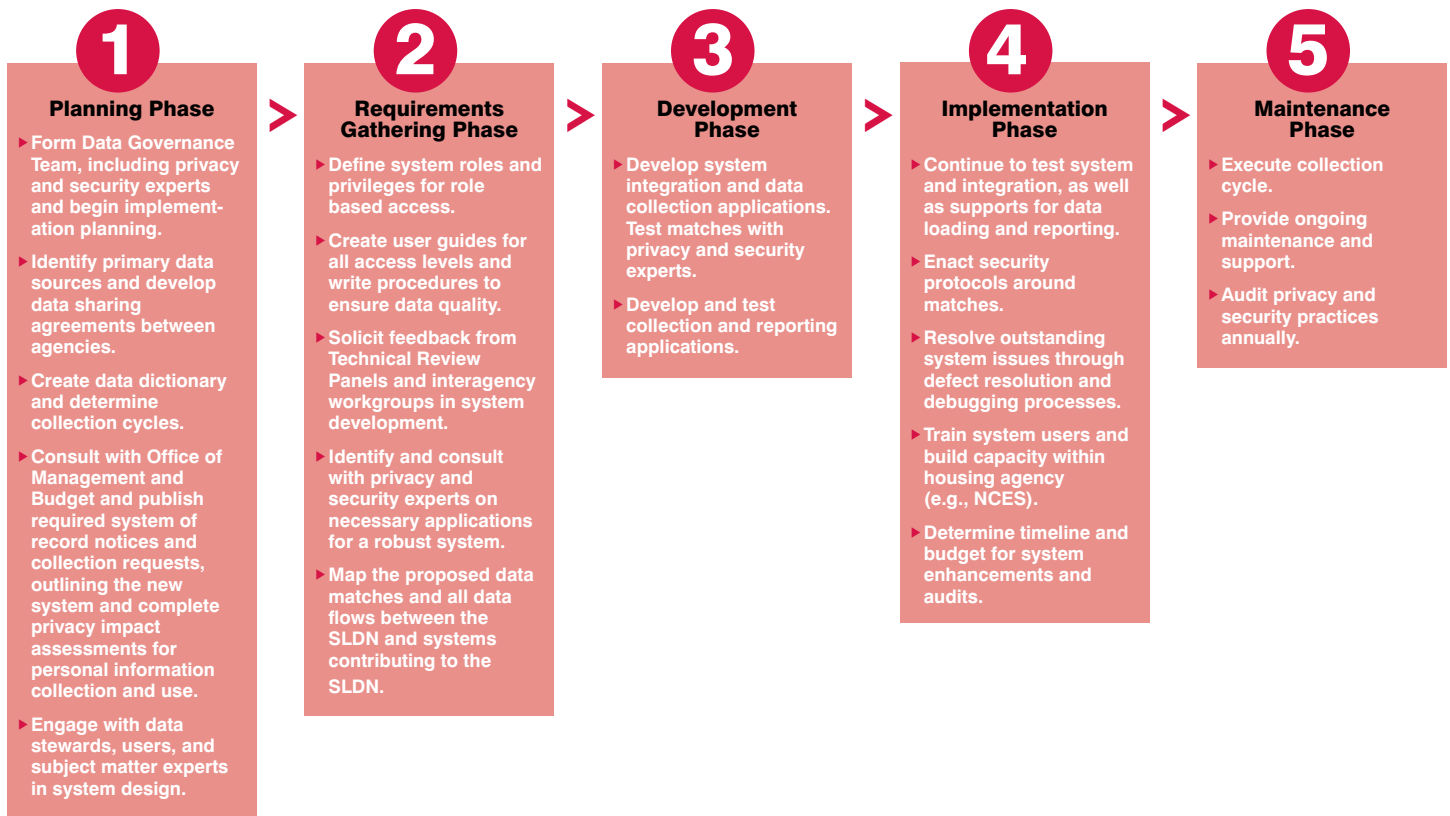 1
Planning Phase
Form Data Governance
Team, including privacy
and security experts
and begin implement-
ation planning.
Identify primary data
sources and develop
data sharing
agreements between
agencies.
Create data dictionary
and determine
collection cycles.
Consult with Office of
Management and
Budget and publish
required system of
record notices and
collection requests,
outlining the new
system and complete
privacy impact
assessments for
personal information
collection and use.
Engage with data
stewards, users, and
subject matter experts
in system design.
>
2
Requirements
Gathering Phase
Define system roles and
privileges for role
based access.
Create user guides for
all access levels and
write procedures to
ensure data quality.
Solicit feedback from
Technical Review
Panels and interagency
workgroups in system
development.
Identify and consult
with privacy and
security experts on
necessary applications
for a robust system.
Map the proposed data
matches and all data
flows between the
SLDN and systems
contributing to the
SLDN.
>
3
Development
Phase
Develop system
integration and data
collection applications.
Test matches with
privacy and security
experts.
Develop and test
collection and reporting
applications.
>
4
Implementation
Phase
Continue to test system
and integration, as well
as supports for data
loading and reporting.
Enact security
protocols around
matches.
Resolve outstanding
system issues through
defect resolution and
debugging processes.
Train system users and
build capacity within
housing agency
(e.g., NCES).
Determine timeline and
budget for system
enhancements and
audits.
>
5
Maintenance
Phase
Execute collection
cycle.
Provide ongoing
maintenance and
support.
Audit privacy and
security practices
annually.